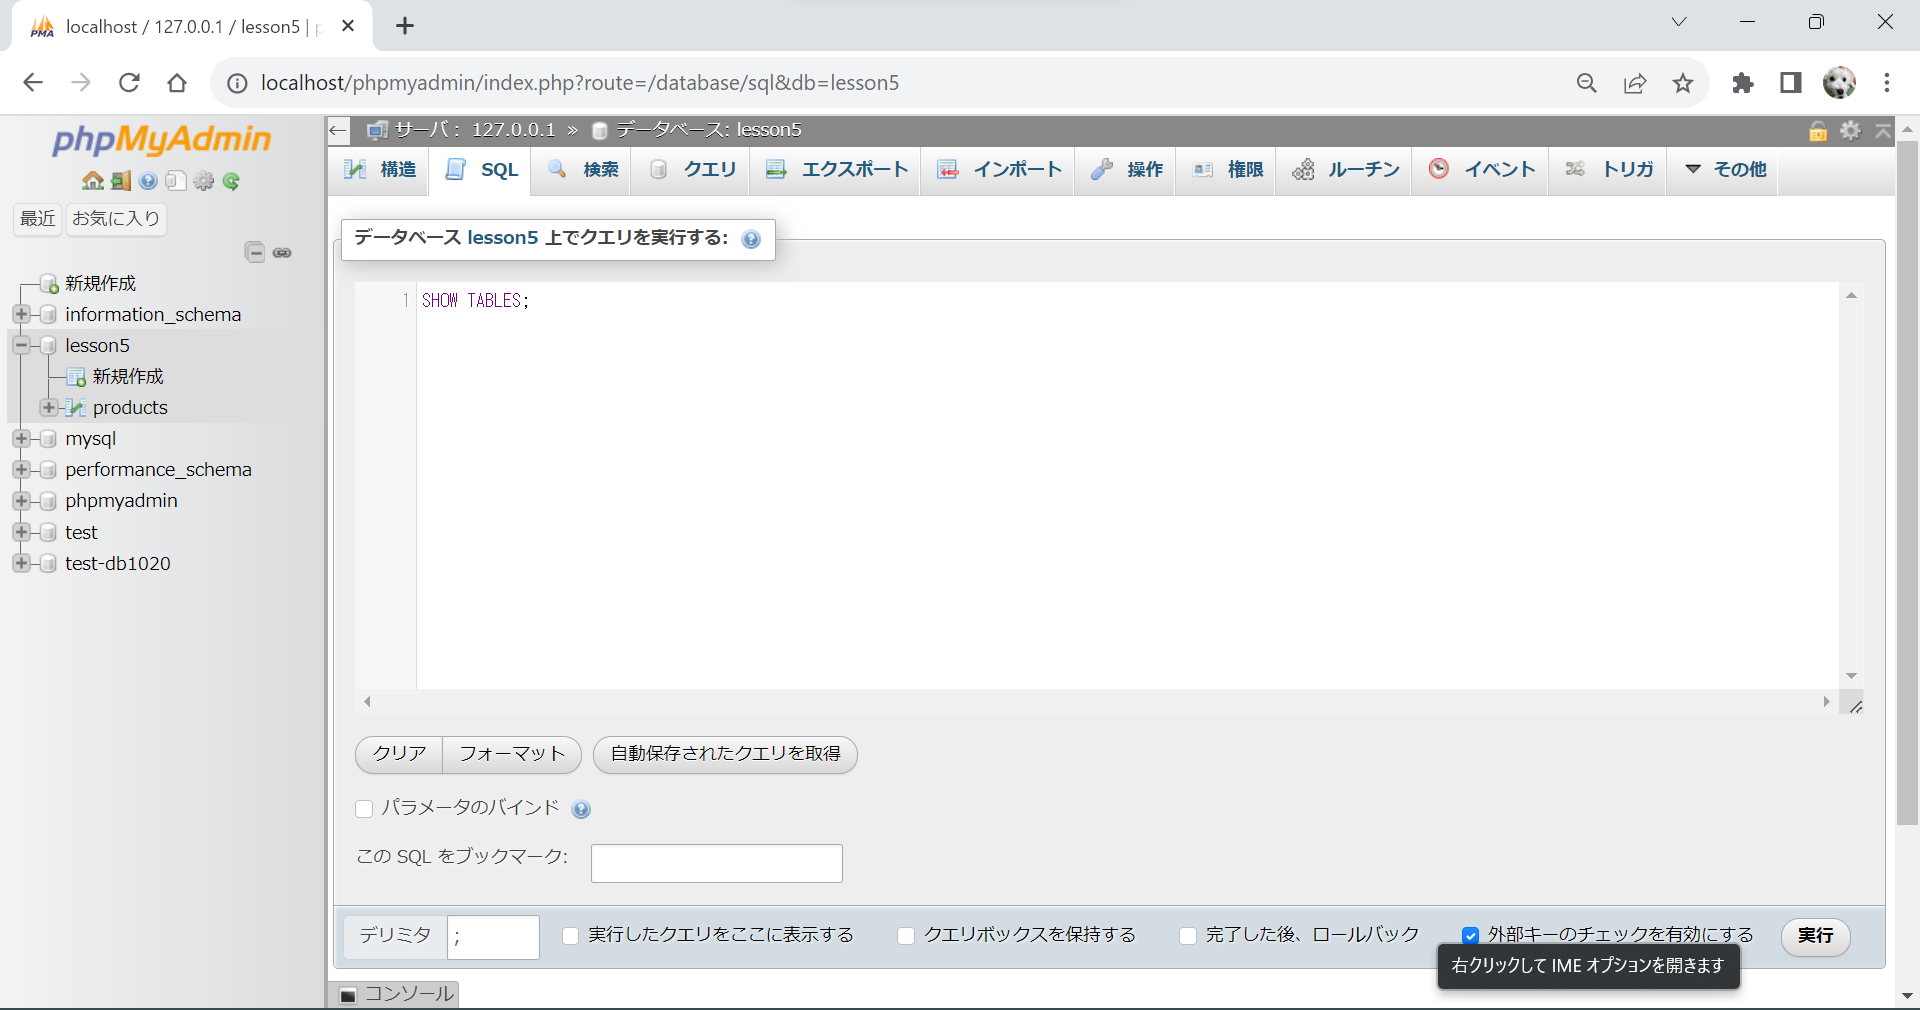 localhost / 127.0.0.1 / lesson5 |
localhost/phpmyadmin/index.php?route=/database/sql&db=lesson5
phpMyAdmin
最近
お気に入り
新規作成
information_schema
lesson5
新規作成
products
mysql
performance_schema
phpmyadmin
test
test-db1020
サーバ: 127.0.0.1 » データベース: lesson5
構造
SQL
検索
クエリ
エクスポート
インポート
操作
権限
ルーチン
イベント
トリガ
その他
データベース lesson5 上でクエリを実行する:
1 SHOW TABLES;
クリア
フォーマット
自動保存されたクエリを取得
パラメータのバインド
この SQL をブックマーク:
デリミタ ;
実行したクエリをここに表示する
クエリボックスを保持する
完了した後、ロールバック
外部キーのチェックを有効にする
実行
右クリックして IME オプションを開きます
コンソール